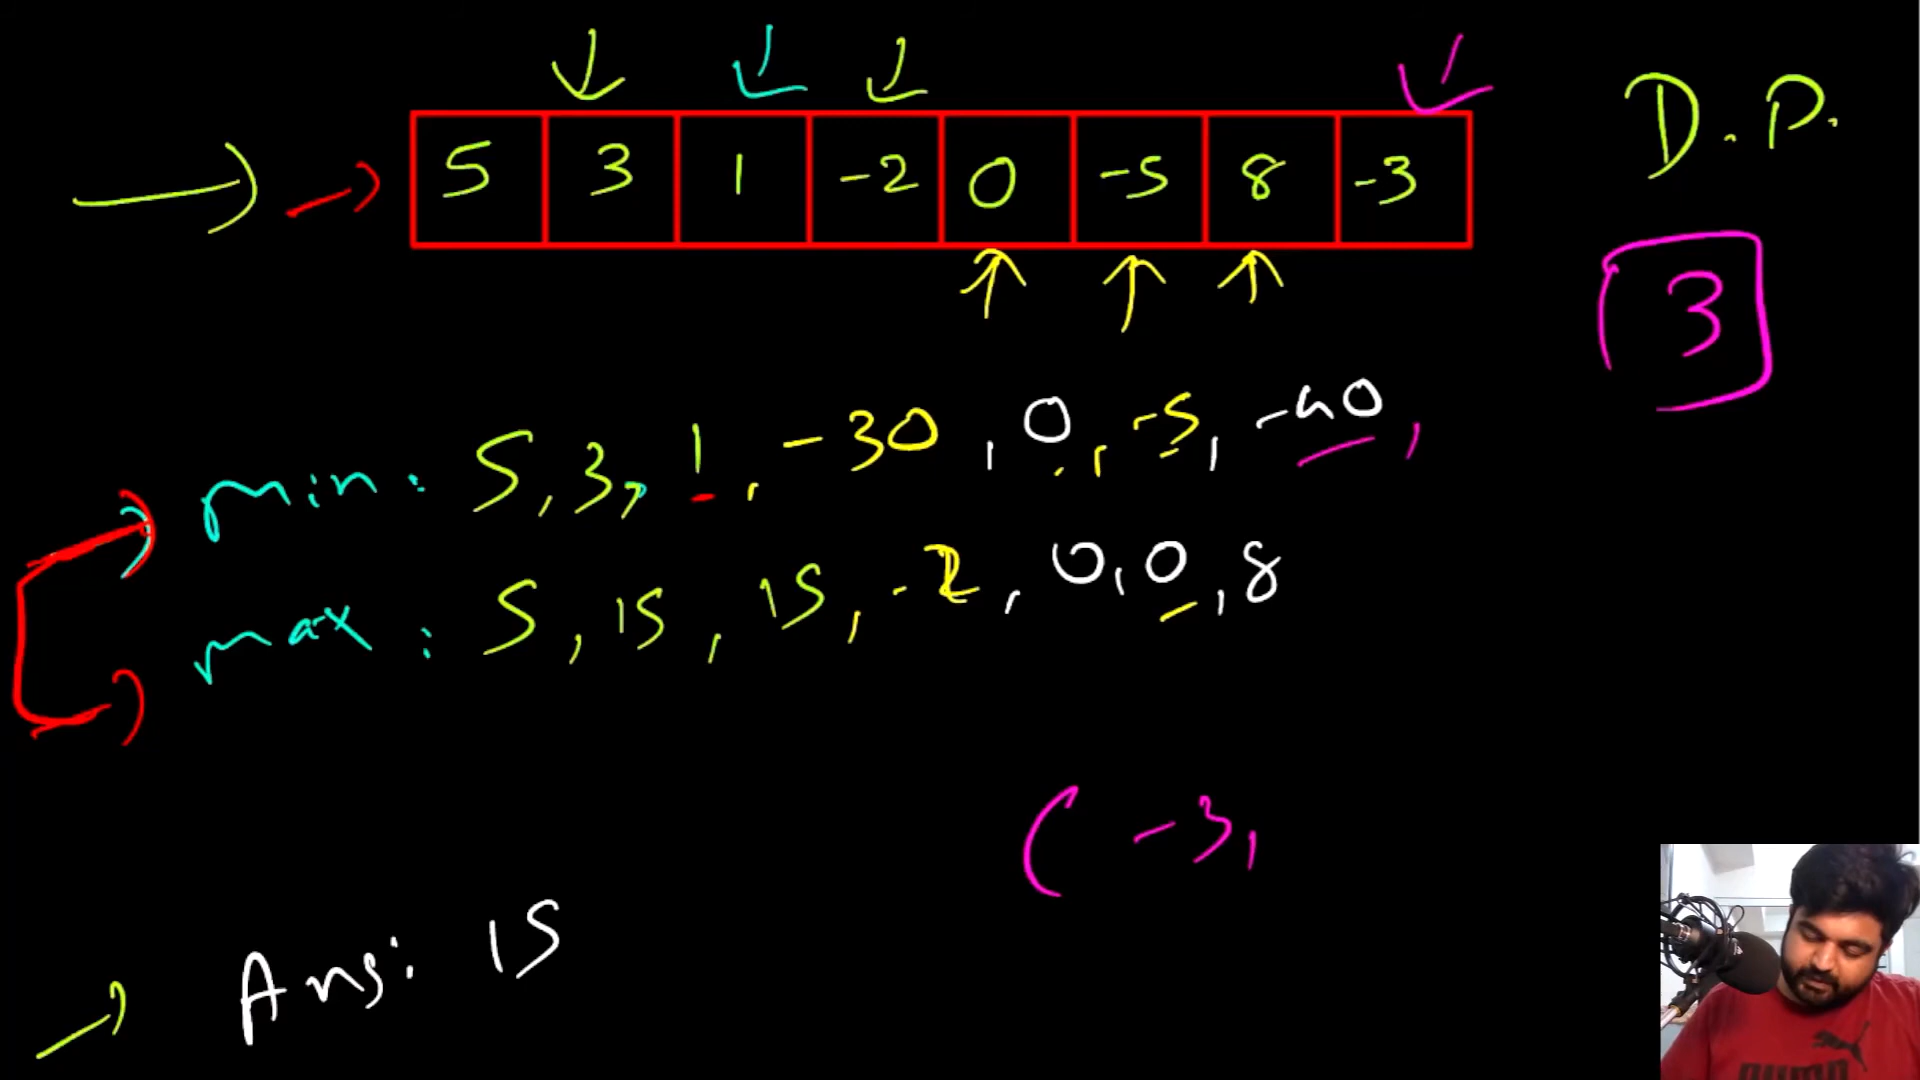 5 3 1 -2 0 -5 8 -3
D.P.
3
min: 5, 3, 1, -30, 0, -5, -40,
max: 5, 15, 15, -2, 0, 0, 8
( -3,
Ans: 15
PUMA